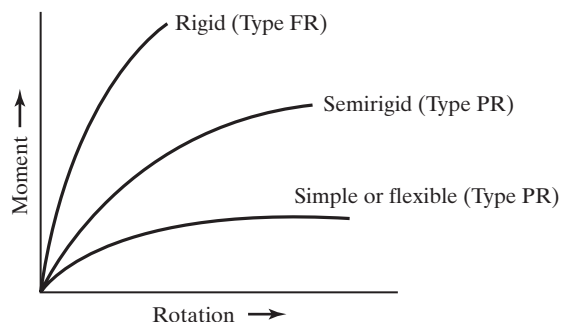 Rigid (Type FR)
Semirigid (Type PR)
Simple or flexible (Type PR)
Moment
Rotation